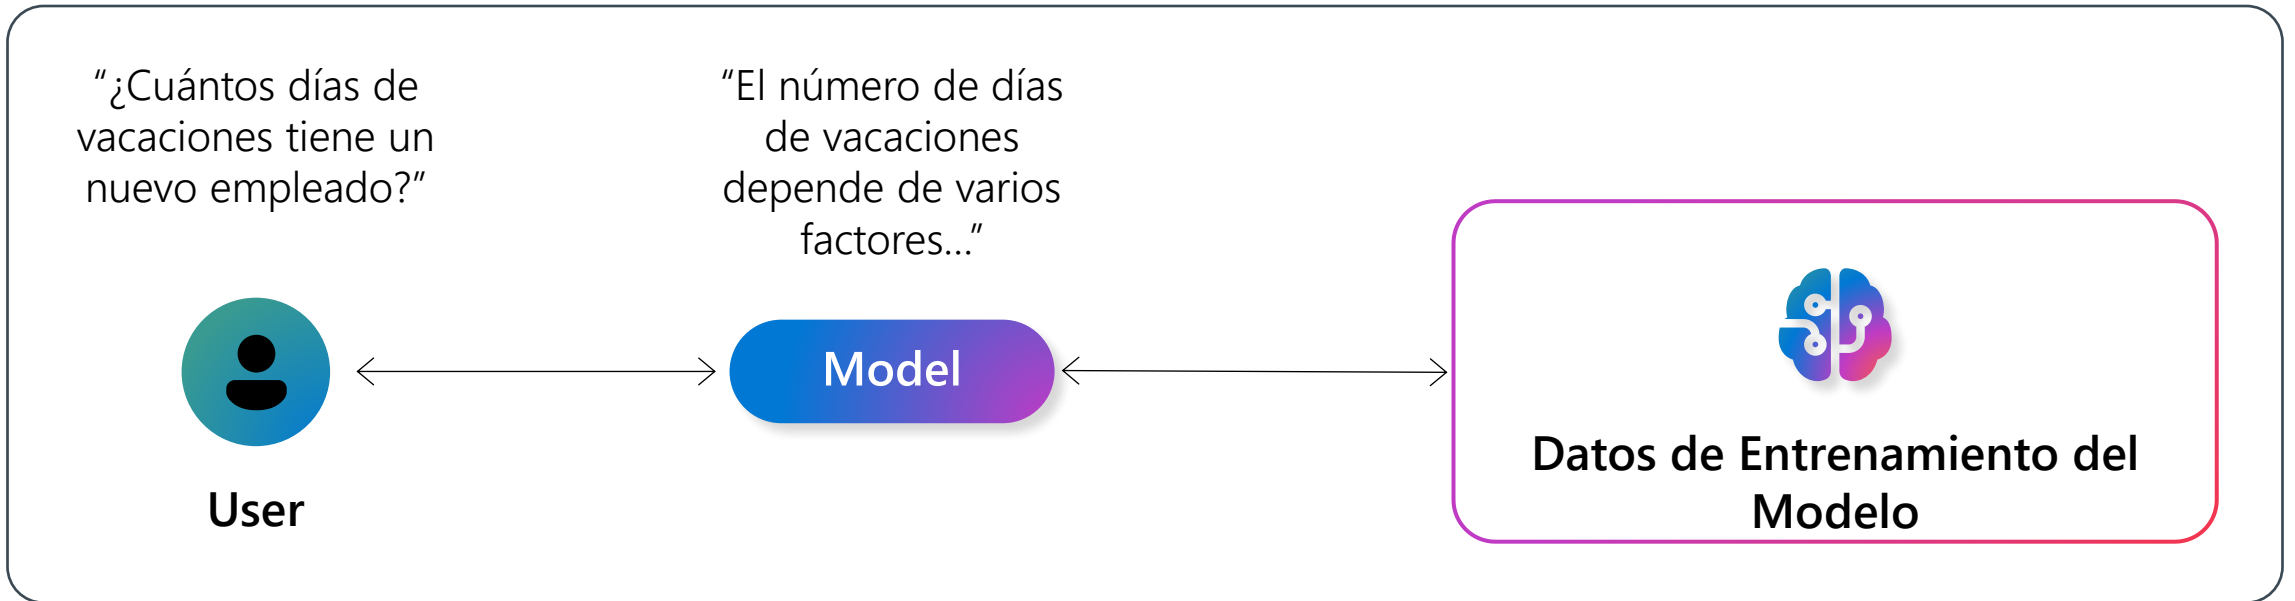 “¿Cuántos días de
vacaciones tiene un
nuevo empleado?”
“El número de días
de vacaciones
depende de varios
factores...”
User
Model
Datos de Entrenamiento del
Modelo